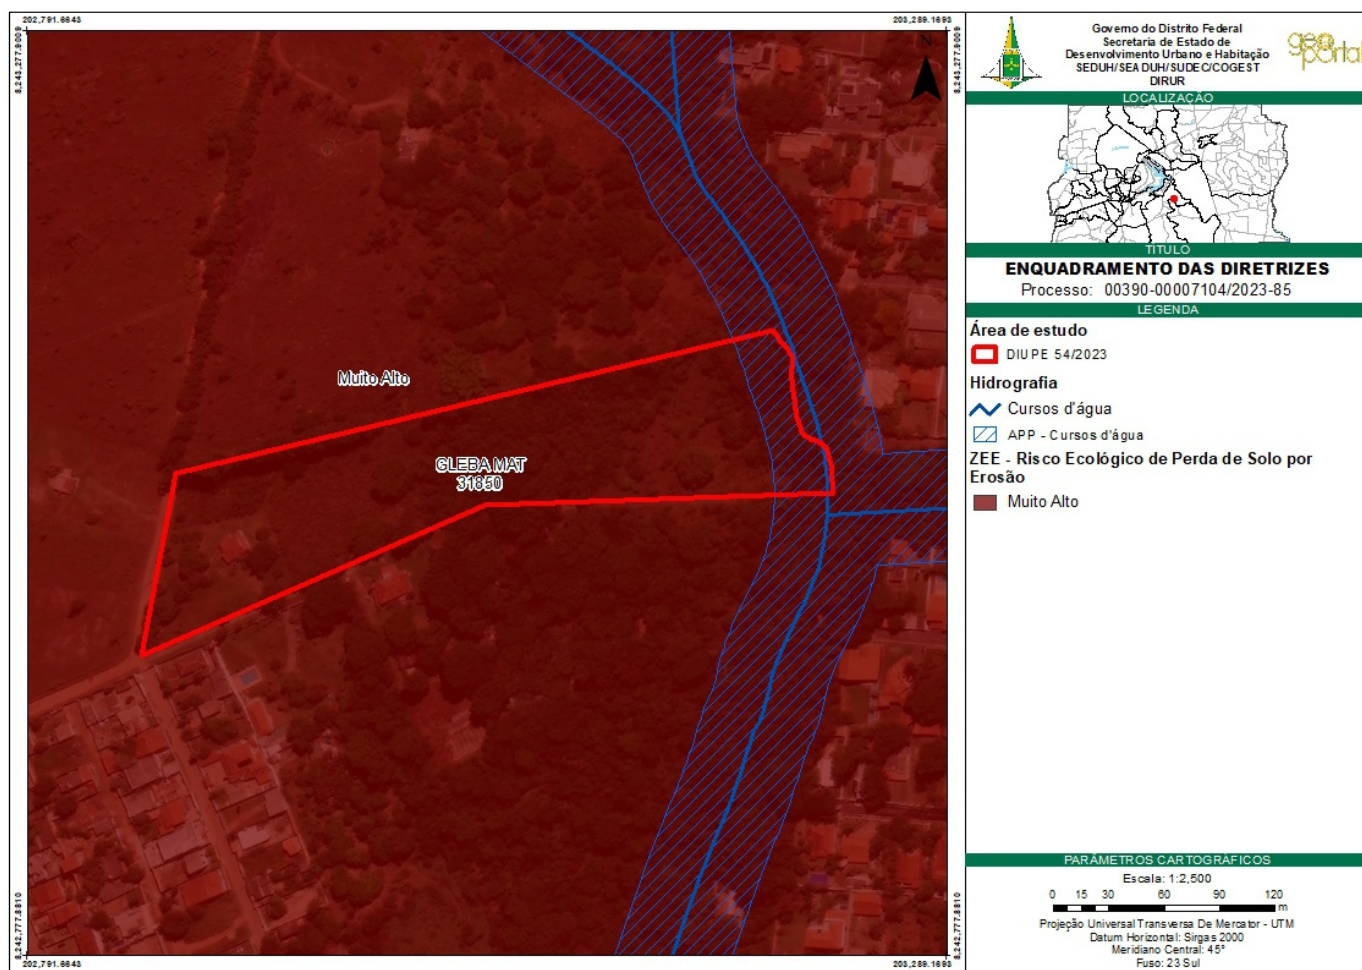 202,791.6643
203,289.1693
8,243,277.9009
8,243,277.9009
N
Muito Alto
GLEBA MAT
31850
8,242,777.8810
8,242,777.8810
202,791.6643
203,289.1693
Governo do Distrito Federal
Secretaria de Estado de
Desenvolvimento Urbano e Habitação
SEDUH/SEADUH/SUDEC/COGEST
DIRUR
geo
portal
LOCALIZAÇÃO
TÍTULO
ENQUADRAMENTO DAS DIRETRIZES
Processo: 00390-00007104/2023-85
LEGENDA
Área de estudo
DIUPE 54/2023
Hidrografia
Cursos d'água
APP - Cursos d'água
ZEE - Risco Ecológico de Perda de Solo por
Erosão
Muito Alto
PARÂMETROS CARTOGRÁFICOS
Escala: 1:2,500
0 15 30 60 90 120
m
Projeção Universal Transversa De Mercator - UTM
Datum Horizontal: Sirgas 2000
Meridiano Central: 45°
Fuso: 23 Sul